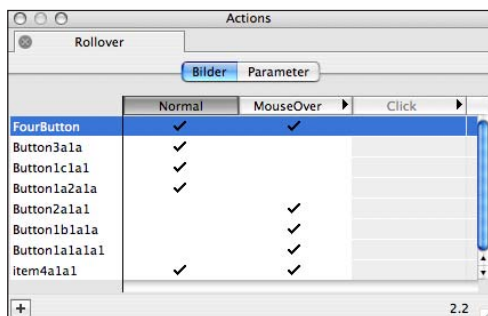 Actions
Rollover
Bilder Parameter
Normal MouseOver Click
FourButton
Button3a1a
Button1c1a1
Button1a2a1a
Button2a1a1
Button1b1a1a
Button1a1a1a1
item4a1a1
+ 2.2